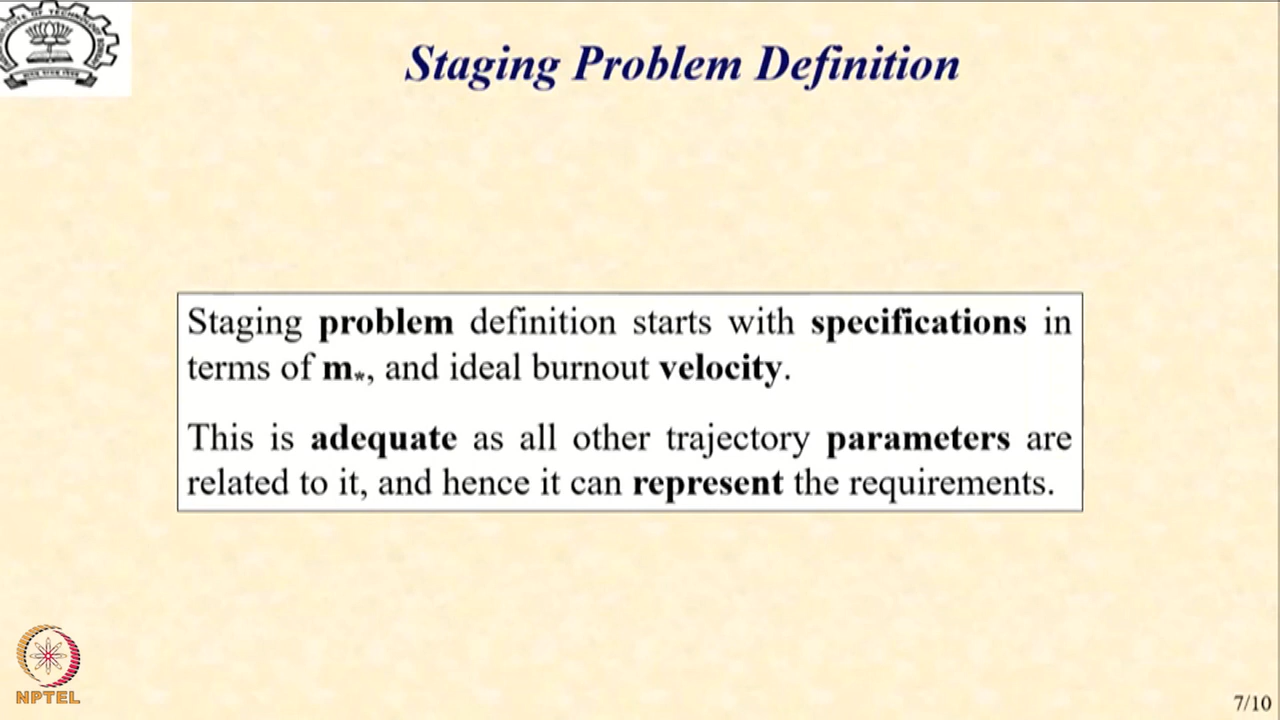 Staging Problem Definition
Staging problem definition starts with specifications in
terms of m*, and ideal burnout velocity.
This is adequate as all other trajectory parameters are
related to it, and hence it can represent the requirements.
NPTEL
7/10